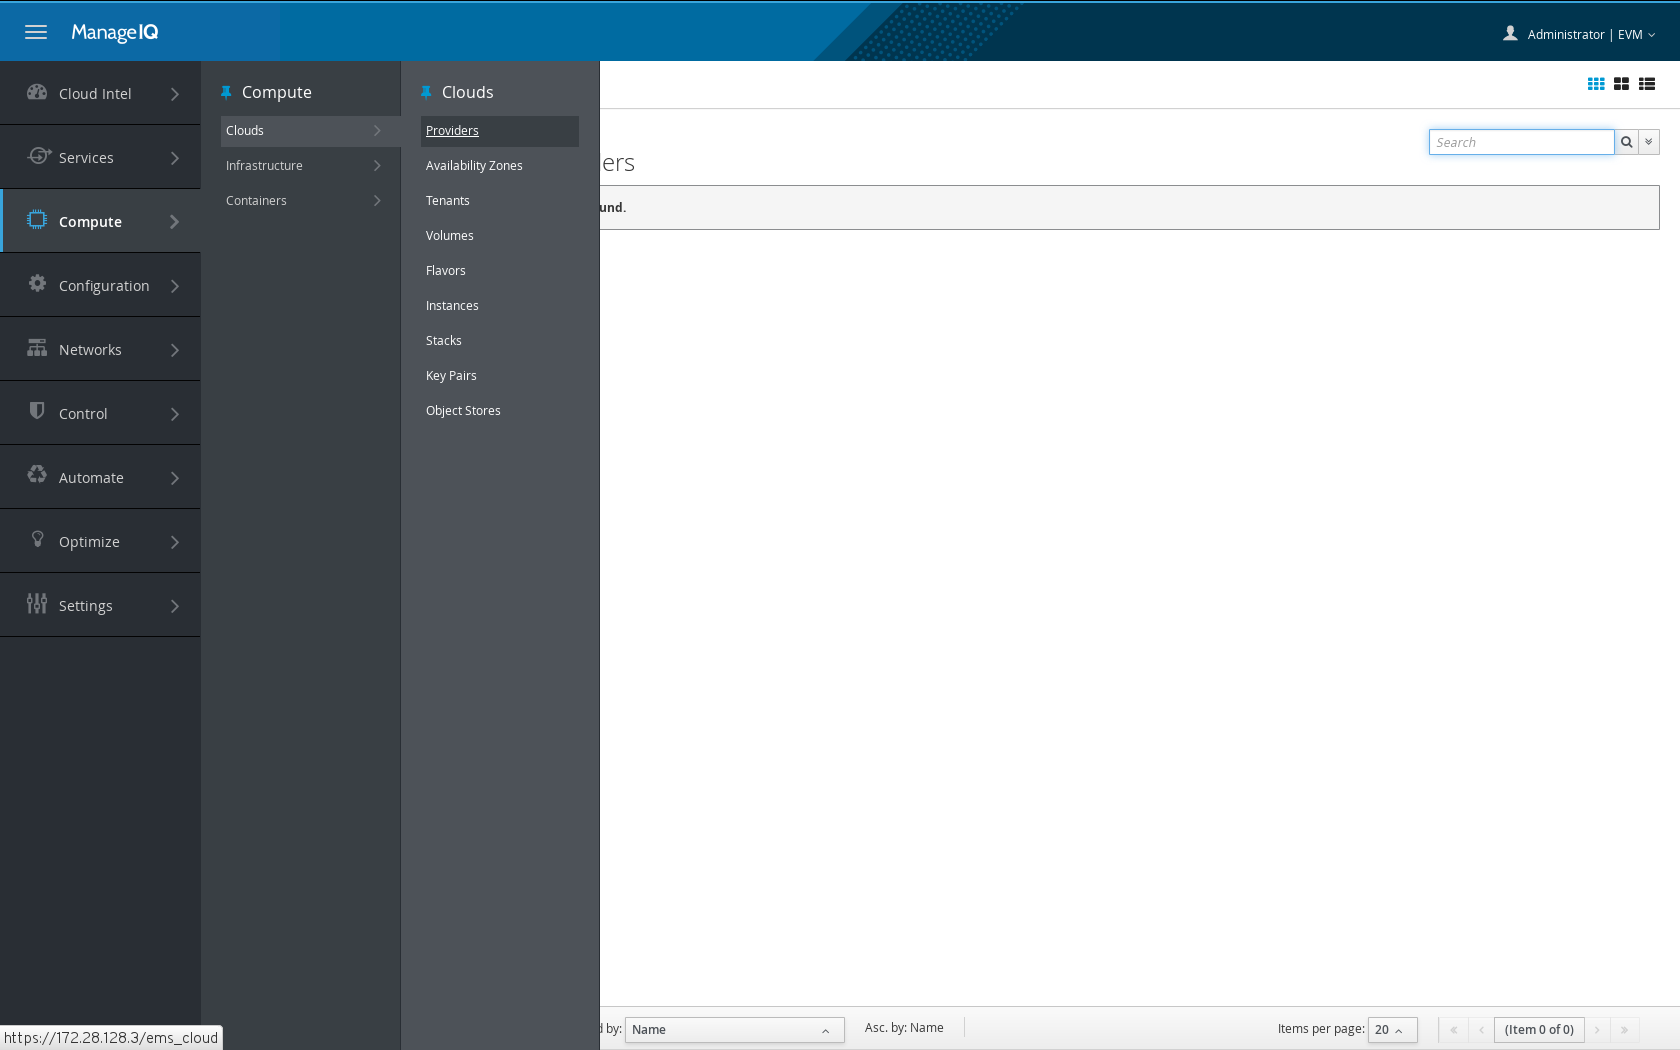 ManageIQ
Administrator | EVM
Cloud Intel
Services
Compute
Configuration
Networks
Control
Automate
Optimize
Settings
Compute
Clouds
Infrastructure
Containers
Clouds
Providers
Availability Zones
Tenants
Volumes
Flavors
Instances
Stacks
Key Pairs
Object Stores
Search
ers
und.
by:
Name
Asc. by: Name
Items per page:
20
(Item 0 of 0)
https://172.28.128.3/ems_cloud